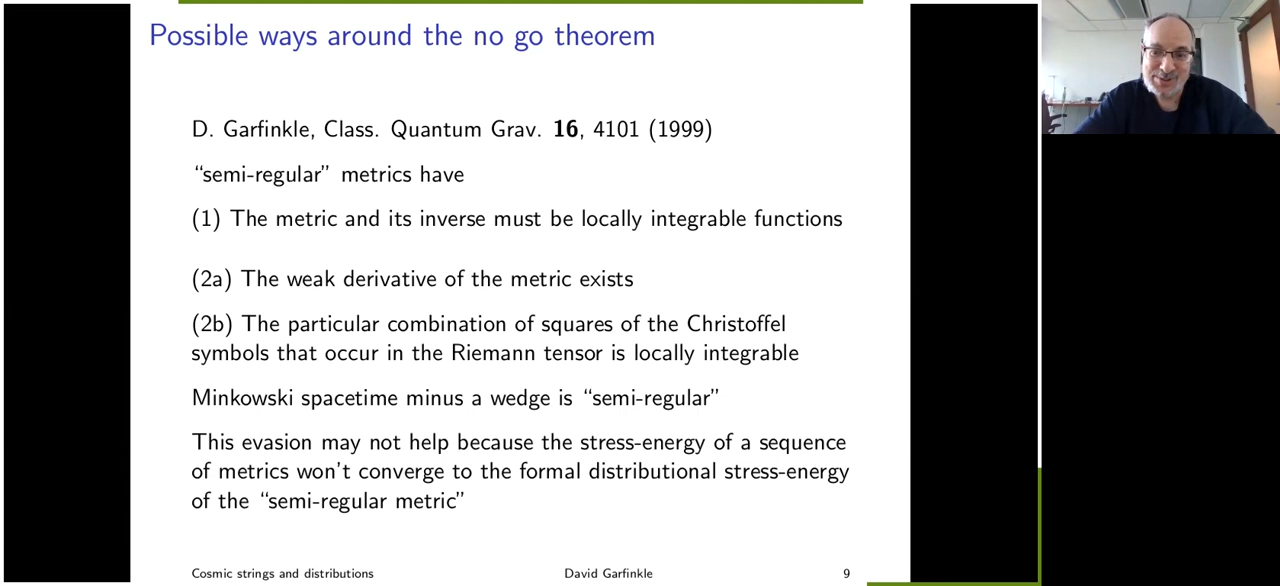 Possible ways around the no go theorem
D. Garfinkle, Class. Quantum Grav. 16, 4101 (1999)
“semi-regular” metrics have
(1) The metric and its inverse must be locally integrable functions
(2a) The weak derivative of the metric exists
(2b) The particular combination of squares of the Christoffel
symbols that occur in the Riemann tensor is locally integrable
Minkowski spacetime minus a wedge is “semi-regular”
This evasion may not help because the stress-energy of a sequence
of metrics won’t converge to the formal distributional stress-energy
of the “semi-regular metric”
Cosmic strings and distributions David Garfinkle 9